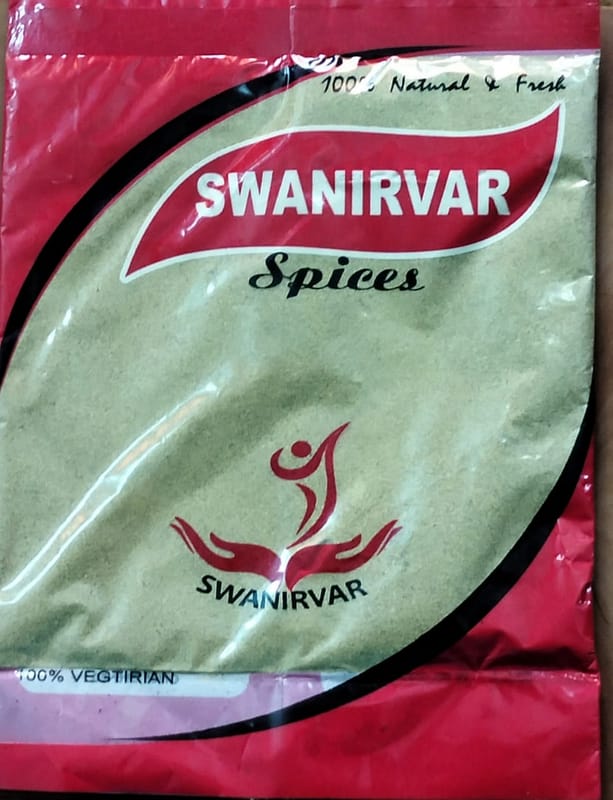 100% Natural & Fresh
SWANIRVAR
Spices
SWANIRVAR
100% VEGTIRIAN